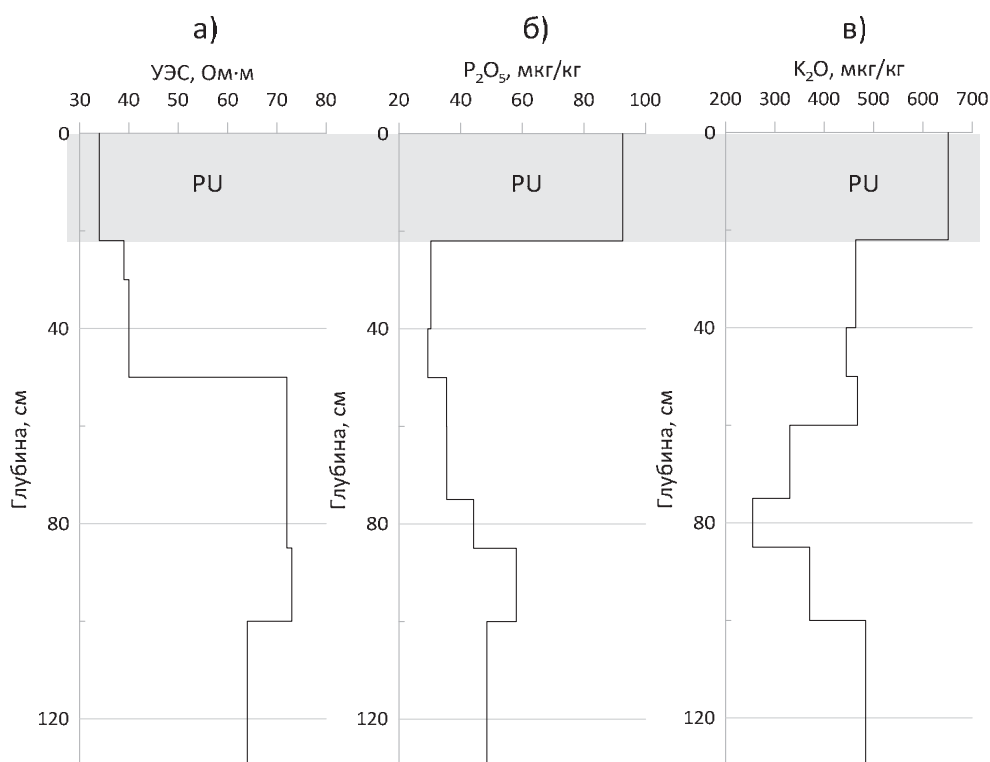 а)
УЭС, Ом·м
30 40 50 60 70 80
0
PU
40
80
120
Глубина, см
б)
P₂O₅, мкг/кг
20 40 60 80 100
0
PU
40
80
120
Глубина, см
в)
K₂O, мкг/кг
200 300 400 500 600 700
0
PU
40
80
120
Глубина, см